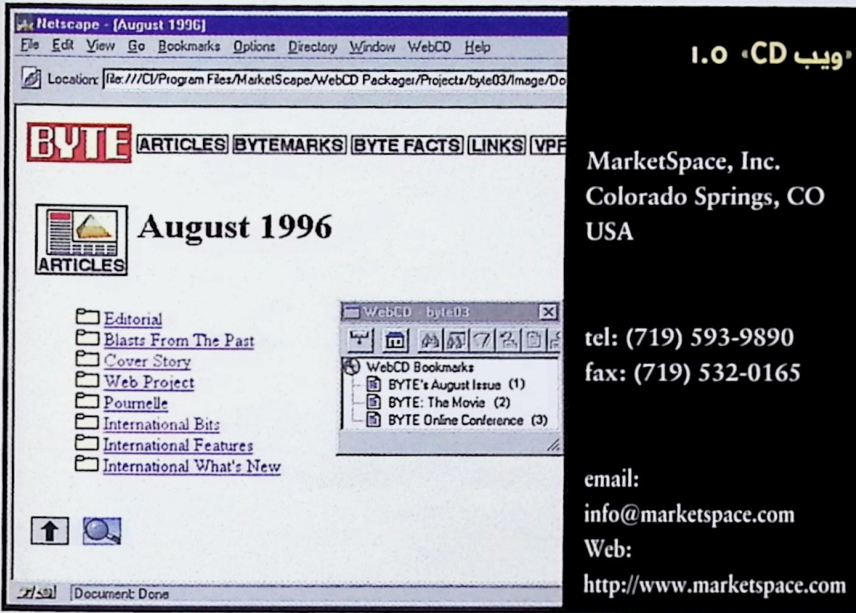 Netscape - [August 1996]
File Edit View Go Bookmarks Options Directory Window WebCD Help
Location: file:///C|/Program Files/MarketScape/WebCD Packager/Projects/byte03/Image/Do
BYTE ARTICLES BYTEMARKS BYTE FACTS LINKS VPR
ARTICLES
August 1996
Editorial
Blasts From The Past
Cover Story
Web Project
Pournelle
International Bits
International Features
International What's New
WebCD - byte03
WebCD Bookmarks
BYTE's August Issue (1)
BYTE: The Movie (2)
BYTE Online Conference (3)
Document: Done
«ويب CD» ١.٥
MarketSpace, Inc.
Colorado Springs, CO
USA
tel: (719) 593-9890
fax: (719) 532-0165
email:
info@marketspace.com
Web:
http://www.marketspace.com